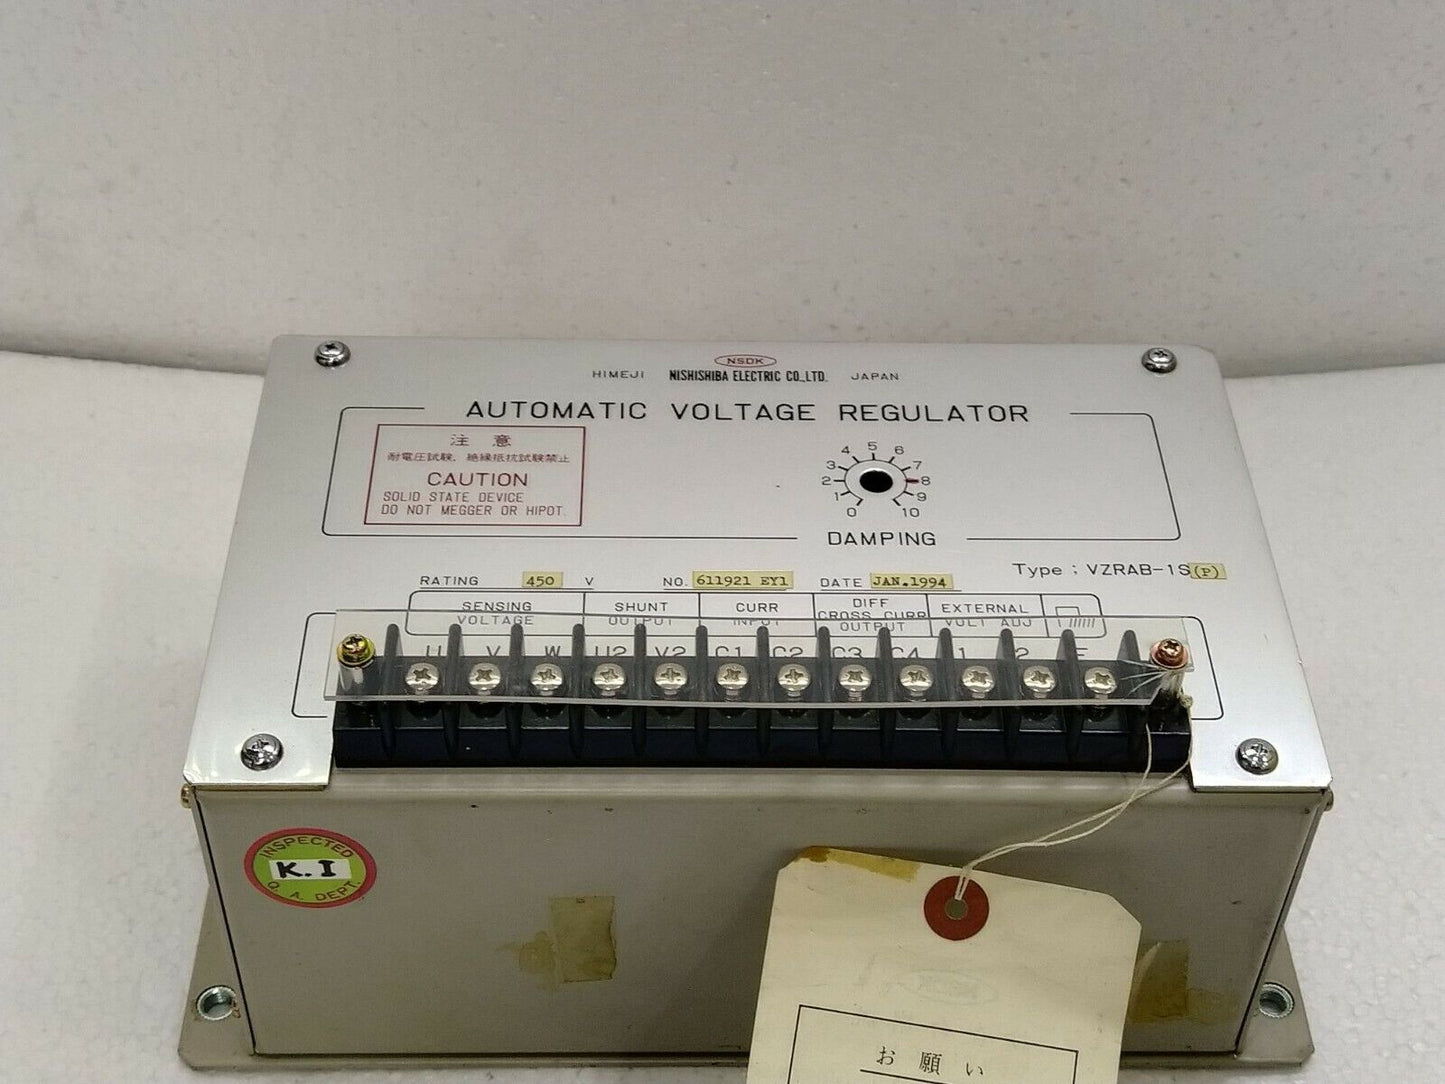 NSDK
HIMEJI NISHISHIBA ELECTRIC CO.,LTD. JAPAN
AUTOMATIC VOLTAGE REGULATOR
注 意
耐電圧試験、絶縁抵抗試験禁止
CAUTION
SOLID STATE DEVICE
DO NOT MEGGER OR HIPOT.
0 1 2 3 4 5 6 7 8 9 10
DAMPING
Type : VZRAB-1S(P)
RATING 450 V NO. 611921 EY1 DATE JAN.1994
SENSING VOLTAGE
SHUNT OUTPUT
CURR INPUT
DIFF CROSS CURR OUTPUT
EXTERNAL VOLT ADJ
U V W U2 V2 C1 C2 C3 C4 1 2 E
INSPECTED
K.I
Q. A. DEPT.
お願い